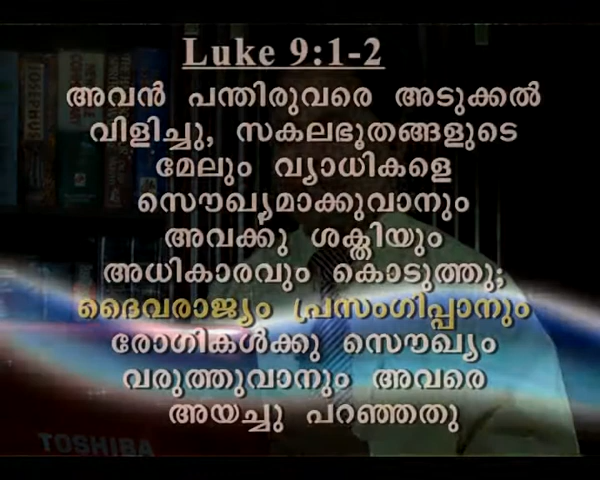 Luke 9:1-2
അവൻ പന്തിരുവരെ അടുക്കൽ
വിളിച്ചു, സകലഭൂതങ്ങളുടെ
മേലും വ്യാധികളെ
സൌഖ്യമാക്കുവാനും
അവർക്കു ശക്തിയും
അധികാരവും കൊടുത്തു;
ദൈവരാജ്യം പ്രസംഗിപ്പാനും
രോഗികൾക്കു സൌഖ്യം
വരുത്തുവാനും അവരെ
അയച്ചു പറഞ്ഞതു
JOSEPHUS
TOSHIBA